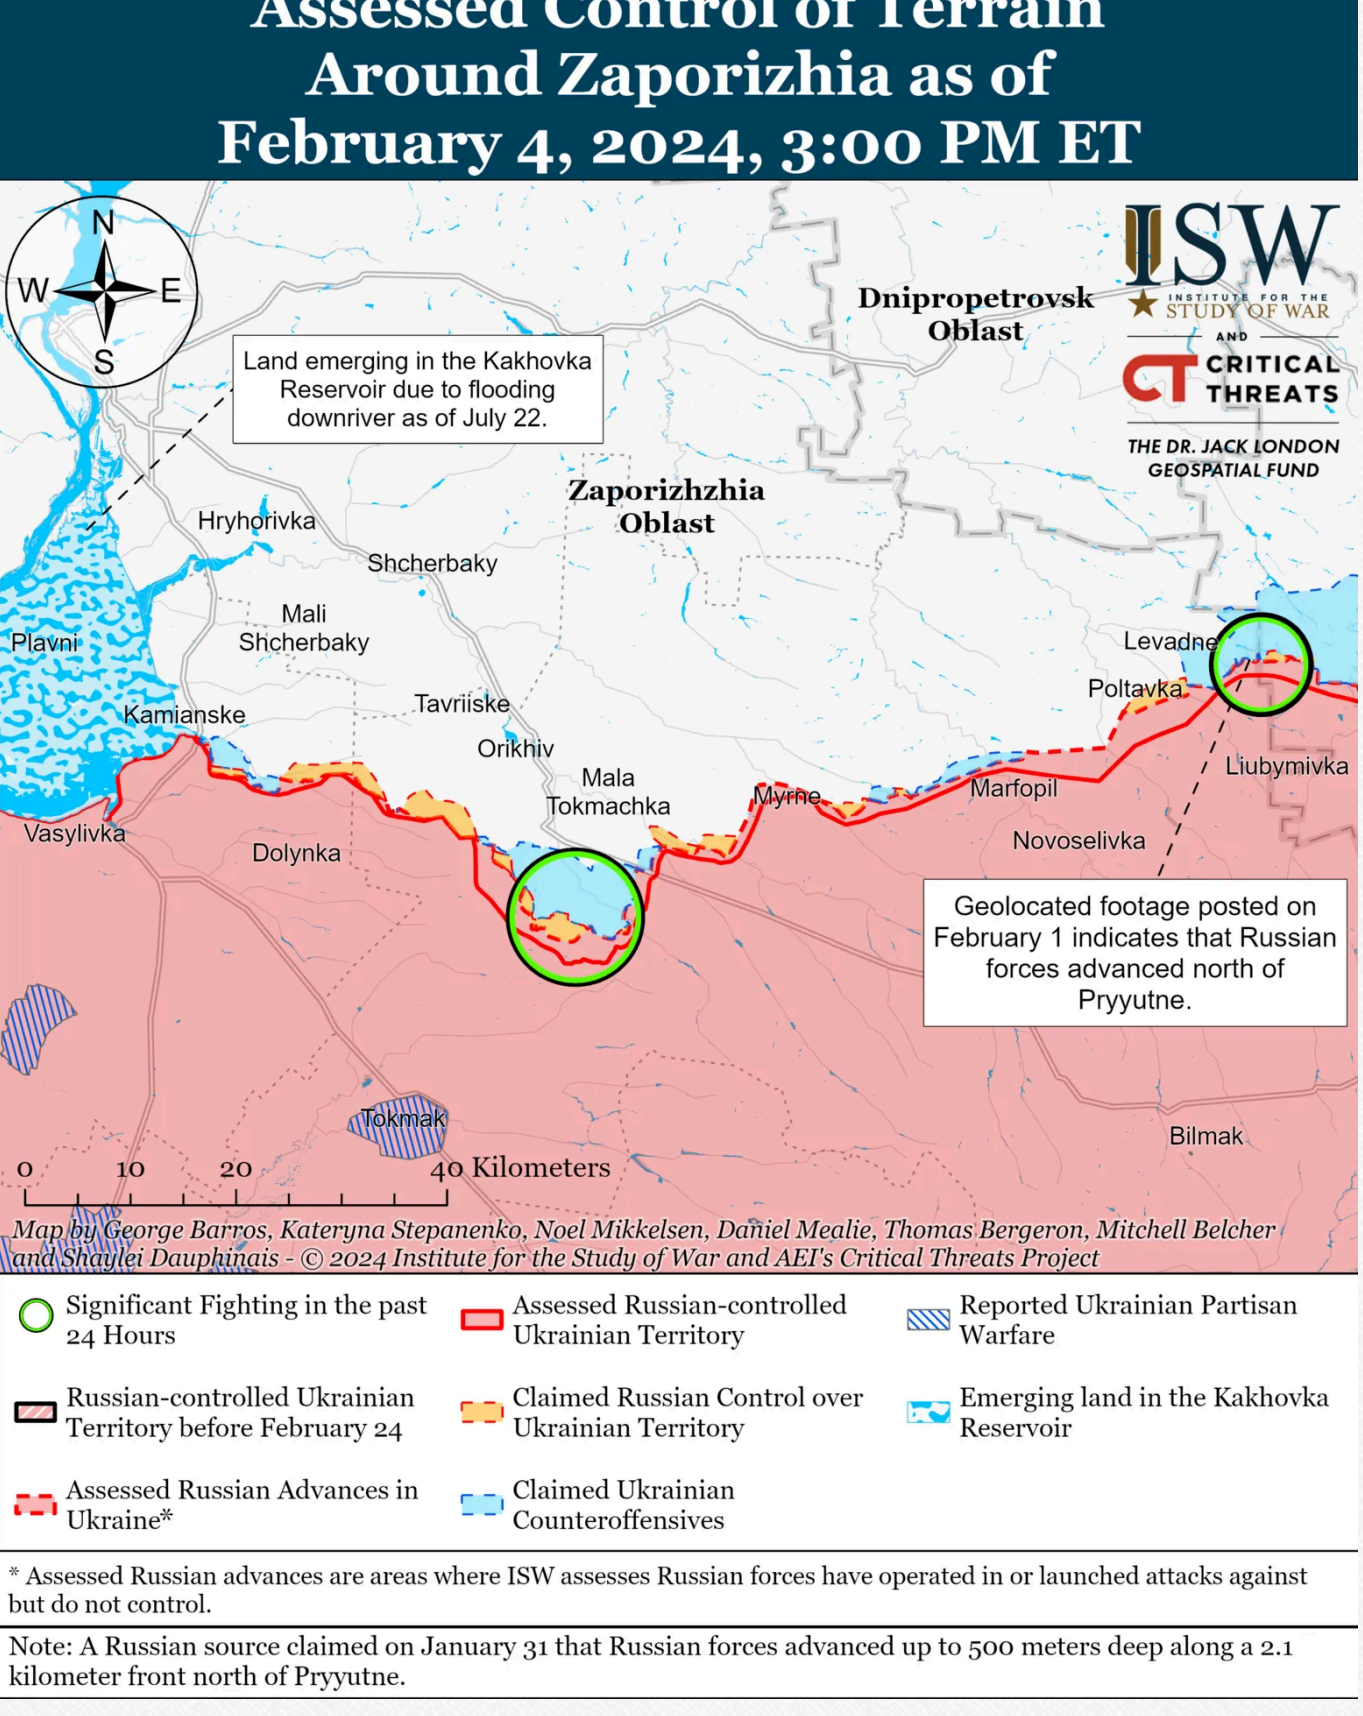 Assessed Control of Terrain
Around Zaporizhia as of
February 4, 2024, 3:00 PM ET
N
W
E
S
ISW
INSTITUTE FOR THE
STUDY OF WAR
AND
CT CRITICAL
THREATS
THE DR. JACK LONDON
GEOSPATIAL FUND
Dnipropetrovsk
Oblast
Land emerging in the Kakhovka
Reservoir due to flooding
downriver as of July 22.
Zaporizhzhia
Oblast
Hryhorivka
Shcherbaky
Mali
Shcherbaky
Plavni
Levadne
Poltavka
Tavriiske
Kamianske
Orikhiv
Liubymivka
Mala
Tokmachka
Myrne
Marfopil
Vasylivka
Dolynka
Novoselivka
Geolocated footage posted on
February 1 indicates that Russian
forces advanced north of
Pryyutne.
Tokmak
Bilmak
0 10 20 40 Kilometers
Map by George Barros, Kateryna Stepanenko, Noel Mikkelsen, Daniel Mealie, Thomas Bergeron, Mitchell Belcher
and Shaylei Dauphinais - © 2024 Institute for the Study of War and AEI's Critical Threats Project
Significant Fighting in the past
24 Hours
Russian-controlled Ukrainian
Territory before February 24
Assessed Russian Advances in
Ukraine*
Assessed Russian-controlled
Ukrainian Territory
Claimed Russian Control over
Ukrainian Territory
Claimed Ukrainian
Counteroffensives
Reported Ukrainian Partisan
Warfare
Emerging land in the Kakhovka
Reservoir
* Assessed Russian advances are areas where ISW assesses Russian forces have operated in or launched attacks against
but do not control.
Note: A Russian source claimed on January 31 that Russian forces advanced up to 500 meters deep along a 2.1
kilometer front north of Pryyutne.